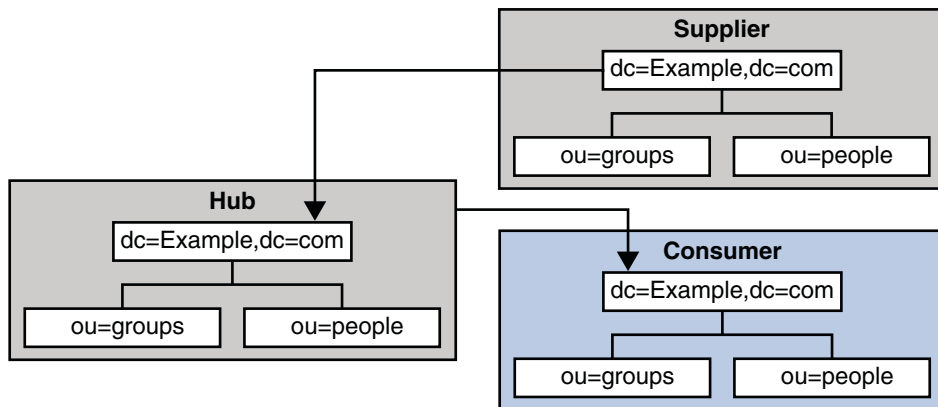 Supplier
dc=Example,dc=com
ou=groups
ou=people
Hub
dc=Example,dc=com
ou=groups
ou=people
Consumer
dc=Example,dc=com
ou=groups
ou=people